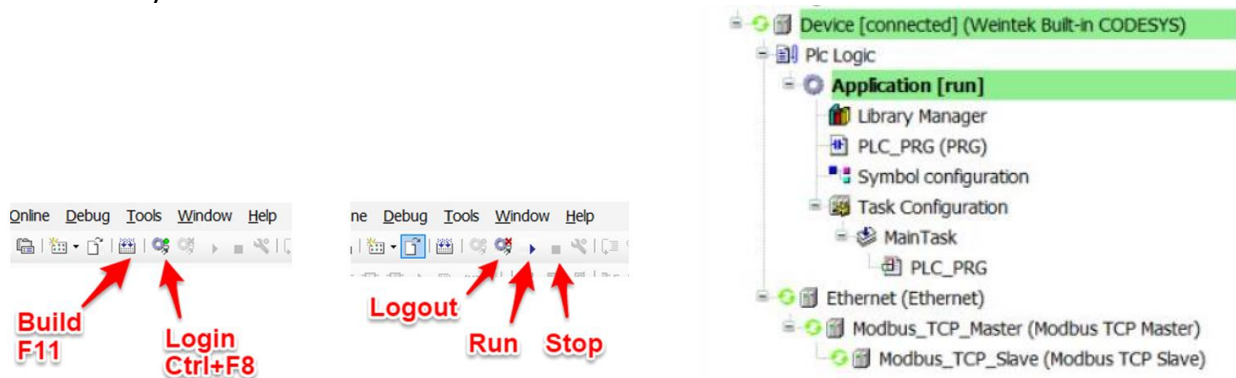 Online Debug Tools Window Help
Build
F11
Login
Ctrl+F8
Debug Tools Window Help
Logout
Run
Stop
Device [connected] (Weintek Built-in CODESYS)
Plc Logic
Application [run]
Library Manager
PLC_PRG (PRG)
Symbol configuration
Task Configuration
MainTask
PLC_PRG
Ethernet (Ethernet)
Modbus_TCP_Master (Modbus TCP Master)
Modbus_TCP_Slave (Modbus TCP Slave)